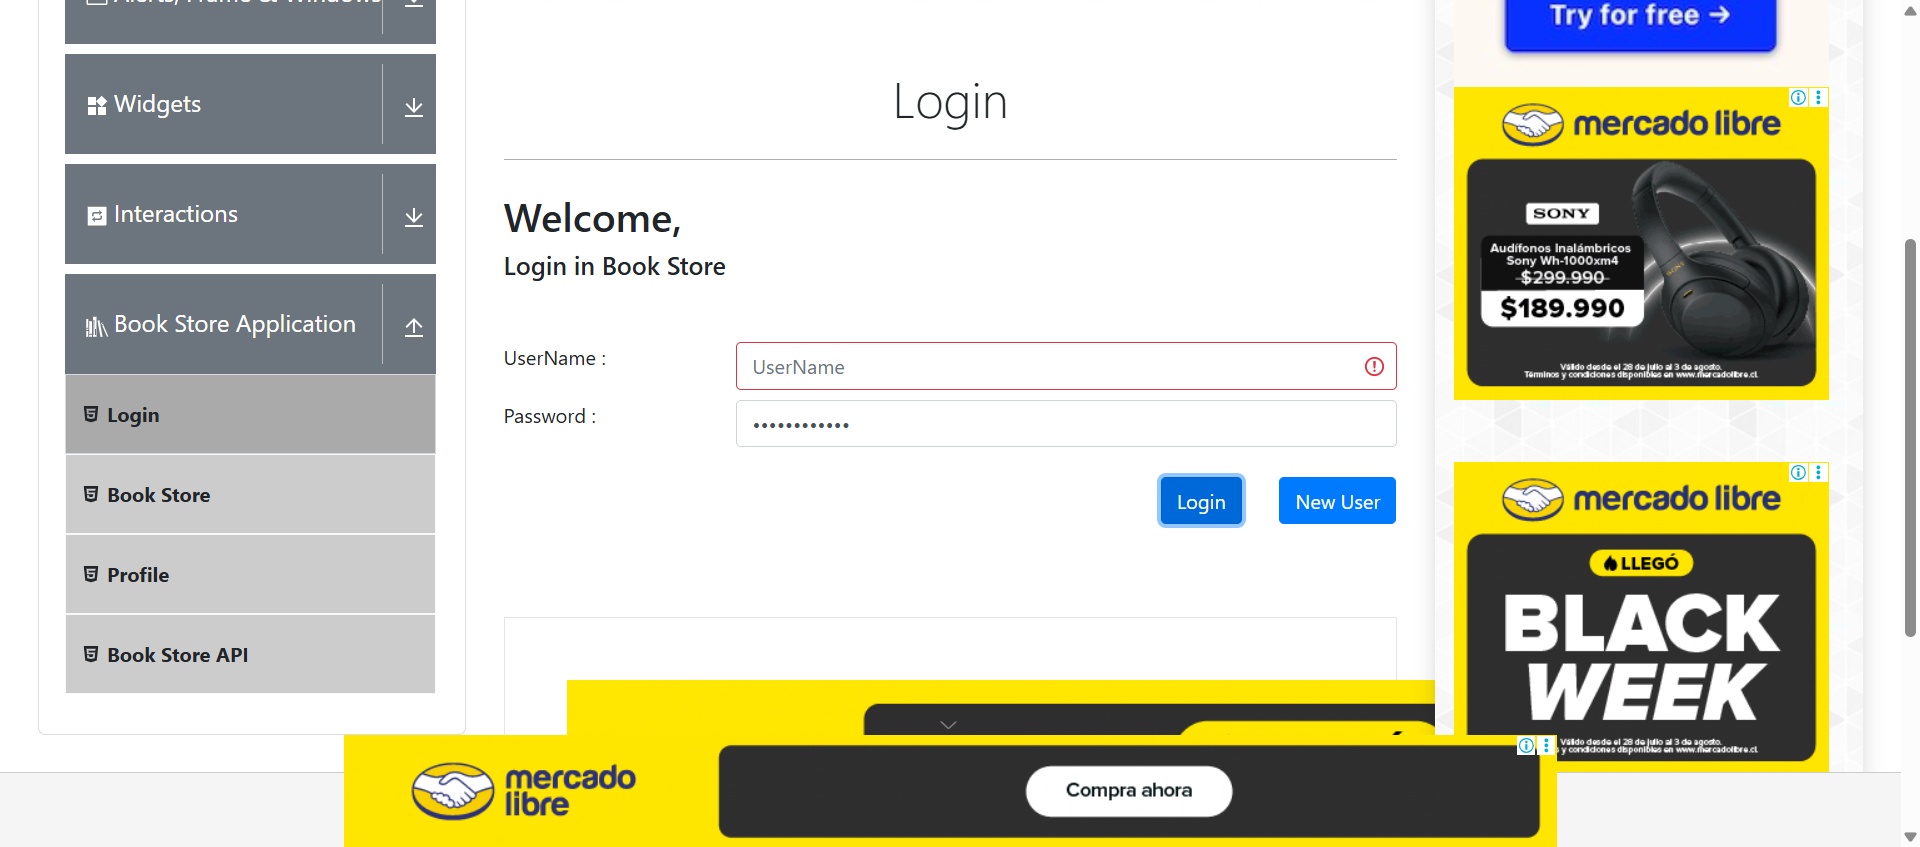 Alerts, Frame & Windows
Widgets
Interactions
Book Store Application
Login
Book Store
Profile
Book Store API
Login
Welcome,
Login in Book Store
UserName :
UserName
Password :
••••••••••••
Login
New User
Try for free →
mercado libre
SONY
Audífonos Inalámbricos
Sony Wh-1000xm4
$299.990
$189.990
Válido desde el 28 de julio al 3 de agosto.
Términos y condiciones disponibles en www.mercadolibre.cl.
mercado libre
LLEGÓ
BLACK
WEEK
Válido desde el 28 de julio al 3 de agosto.
y condiciones disponibles en www.mercadolibre.cl.
mercado
libre
Compra ahora